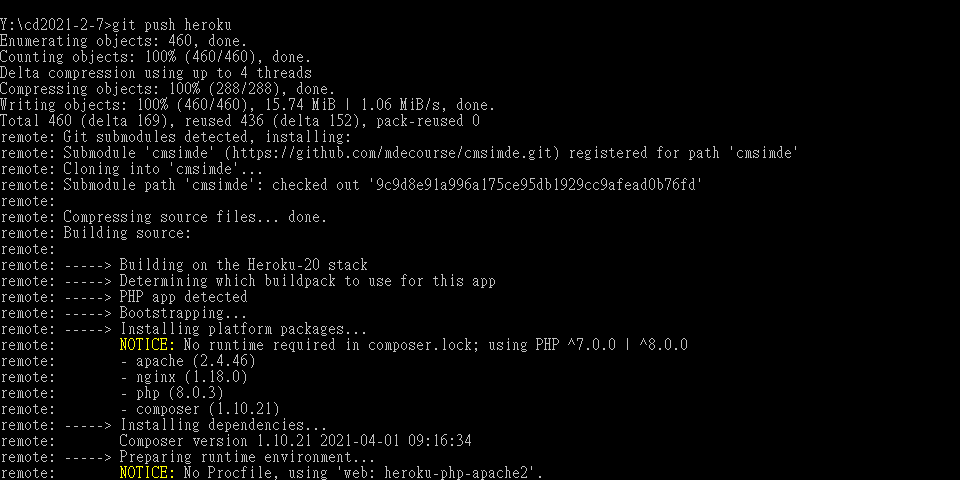 Y:\cd2021-2-7>git push heroku
Enumerating objects: 460, done.
Counting objects: 100% (460/460), done.
Delta compression using up to 4 threads
Compressing objects: 100% (288/288), done.
Writing objects: 100% (460/460), 15.74 MiB | 1.06 MiB/s, done.
Total 460 (delta 169), reused 436 (delta 152), pack-reused 0
remote: Git submodules detected, installing:
remote: Submodule 'cmsimde' (https://github.com/mdecourse/cmsimde.git) registered for path 'cmsimde'
remote: Cloning into 'cmsimde'...
remote: Submodule path 'cmsimde': checked out '9c9d8e91a996a175ce95db1929cc9afead0b76fd'
remote:
remote: Compressing source files... done.
remote: Building source:
remote:
remote: -----> Building on the Heroku-20 stack
remote: -----> Determining which buildpack to use for this app
remote: -----> PHP app detected
remote: -----> Bootstrapping...
remote: -----> Installing platform packages...
remote:        NOTICE: No runtime required in composer.lock; using PHP ^7.0.0 | ^8.0.0
remote:        - apache (2.4.46)
remote:        - nginx (1.18.0)
remote:        - php (8.0.3)
remote:        - composer (1.10.21)
remote: -----> Installing dependencies...
remote:        Composer version 1.10.21 2021-04-01 09:16:34
remote: -----> Preparing runtime environment...
remote:        NOTICE: No Procfile, using 'web: heroku-php-apache2'.